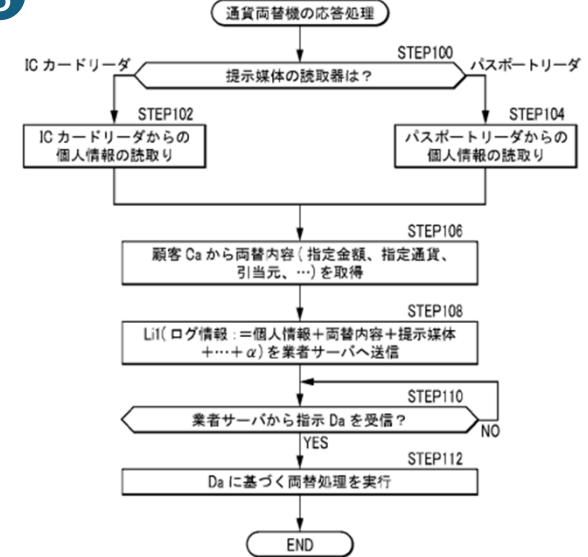 通貨両替機の応答処理
STEP100
ICカードリーダ
提示媒体の読取器は？
パスポートリーダ
STEP102
STEP104
ICカードリーダからの
個人情報の読取り
パスポートリーダからの
個人情報の読取り
STEP106
顧客Caから両替内容(指定金額、指定通貨、
引当元、…)を取得
STEP108
Li1(ログ情報:=個人情報+両替内容+提示媒体
+…+α)を業者サーバへ送信
STEP110
業者サーバから指示Daを受信？
NO
YES
STEP112
Daに基づく両替処理を実行
END